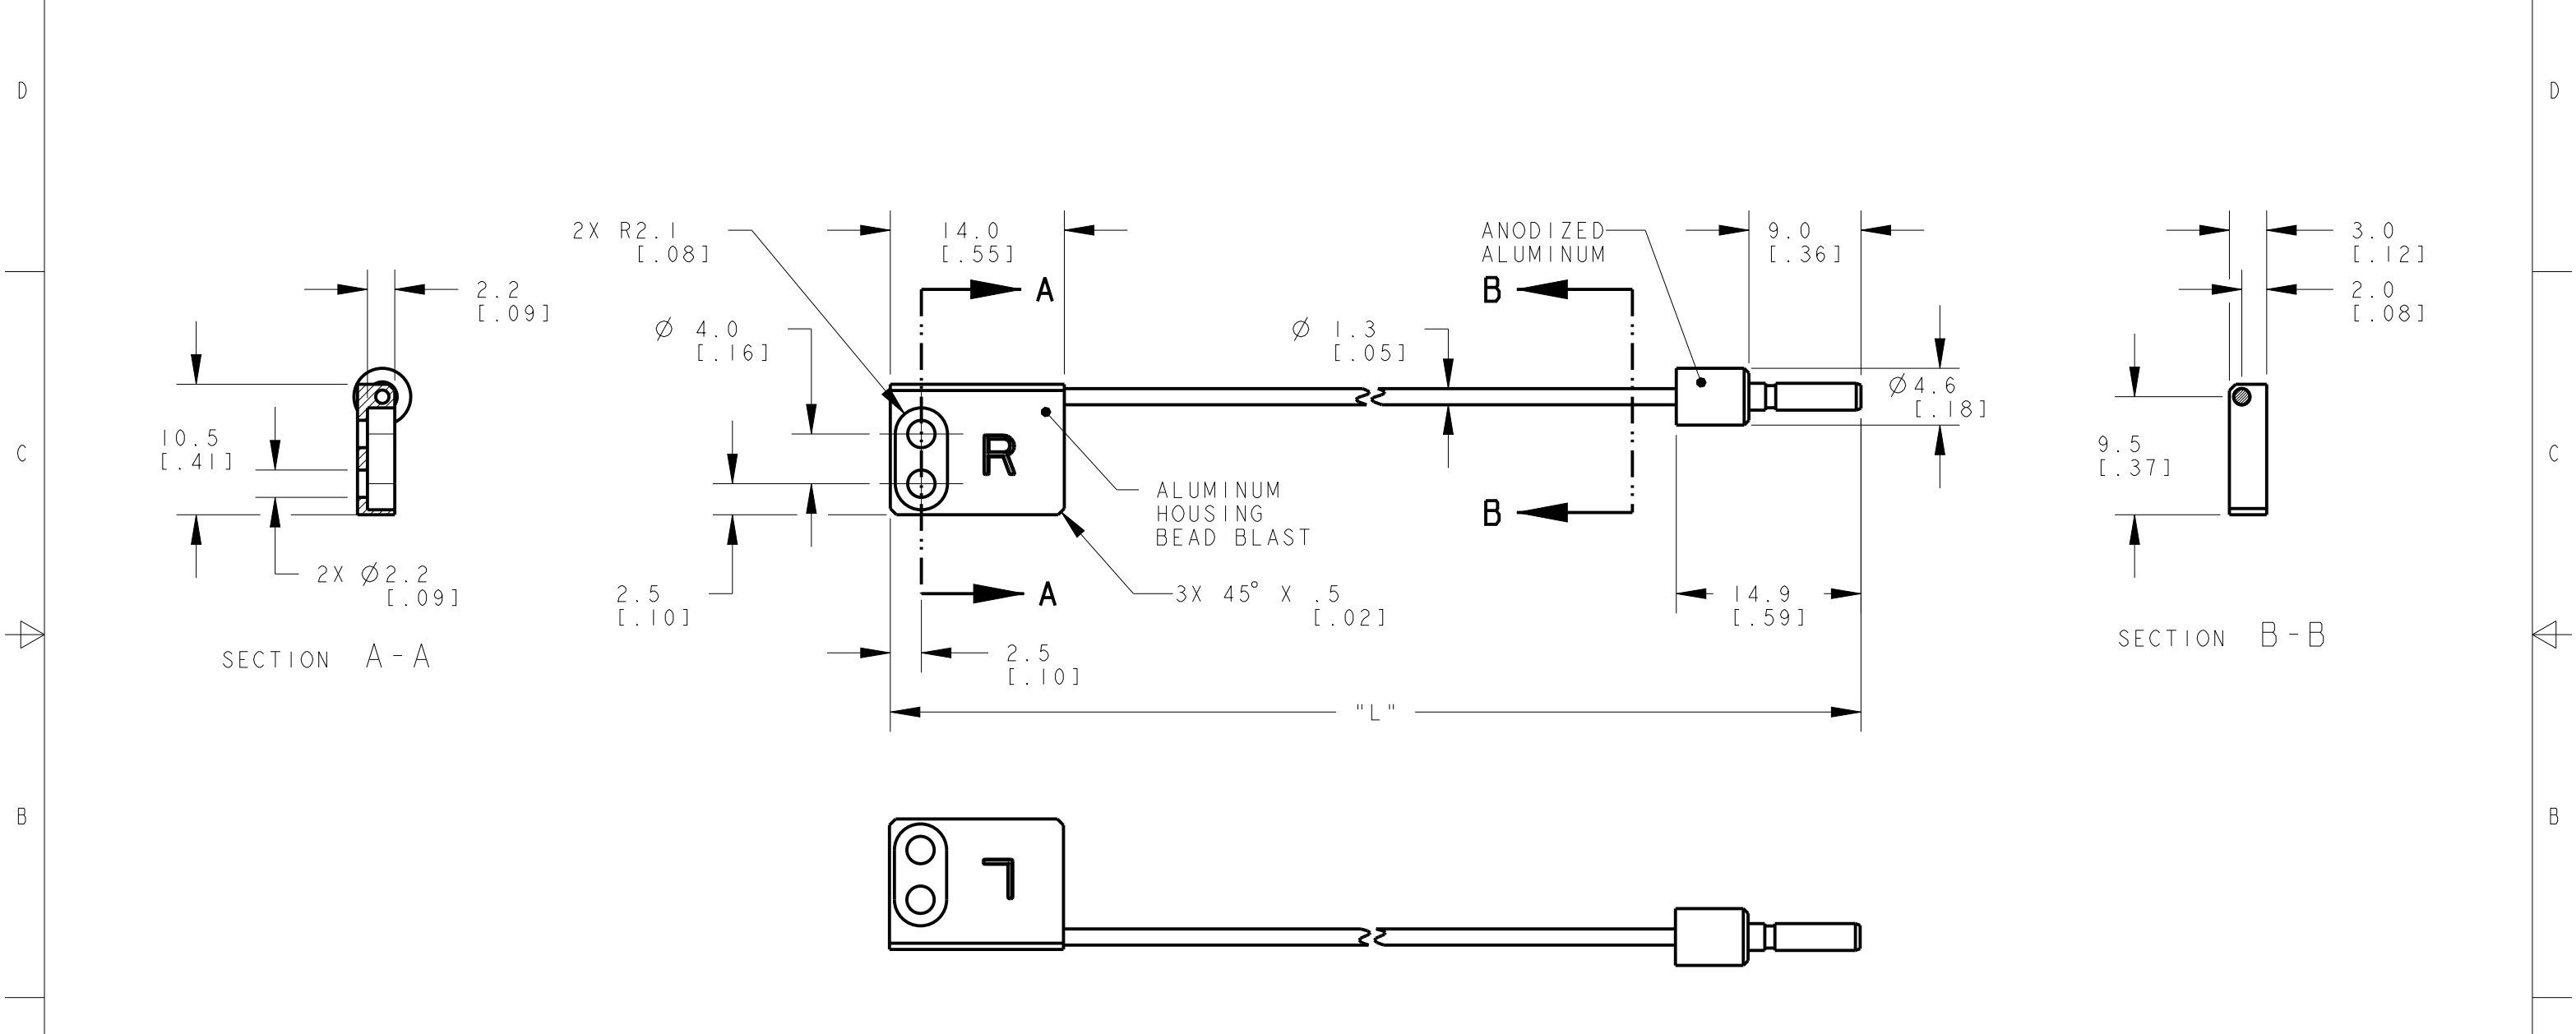 D
D
2X R2.1
[.08]
14.0
[.55]
ANODIZED
ALUMINUM
9.0
[.36]
3.0
[.12]
2.2
[.09]
A
B
2.0
[.08]
Ø 4.0
[.16]
Ø 1.3
[.05]
Ø4.6
[.18]
C
10.5
[.41]
R
9.5
[.37]
C
ALUMINUM
HOUSING
BEAD BLAST
B
2X Ø2.2
[.09]
2.5
[.10]
A
3X 45° X .5
[.02]
14.9
[.59]
SECTION A-A
2.5
[.10]
SECTION B-B
"L"
B
L
B